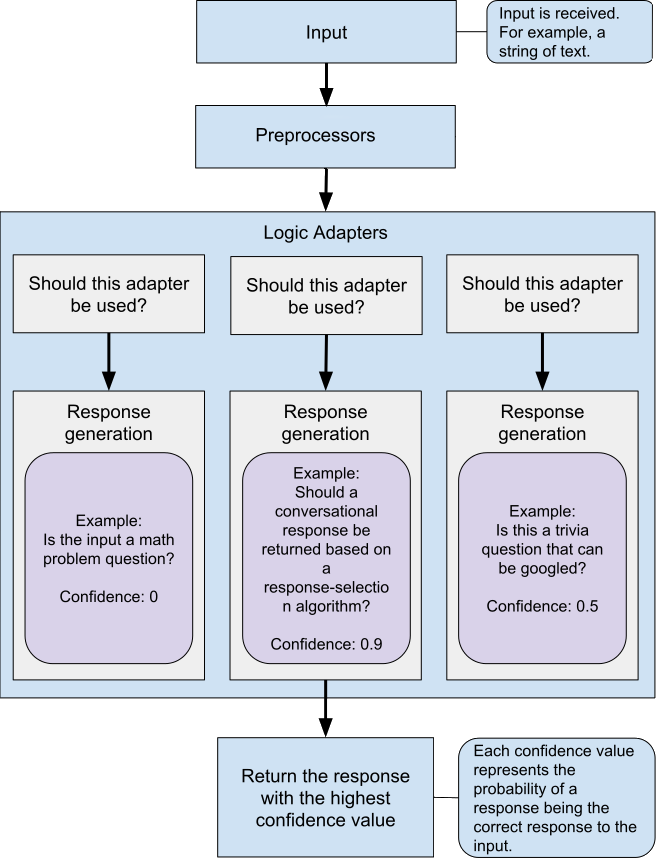 Input
Input is received.
For example, a
string of text.
Preprocessors
Logic Adapters
Should this adapter
be used?
Should this adapter
be used?
Should this adapter
be used?
Response
generation
Example:
Is the input a math
problem question?
Confidence: 0
Response
generation
Example:
Should a
conversational
response be
returned based on
a
response-selectio
n algorithm?
Confidence: 0.9
Response
generation
Example:
Is this a trivia
question that can
be googled?
Confidence: 0.5
Return the response
with the highest
confidence value
Each confidence value
represents the
probability of a
response being the
correct response to the
input.